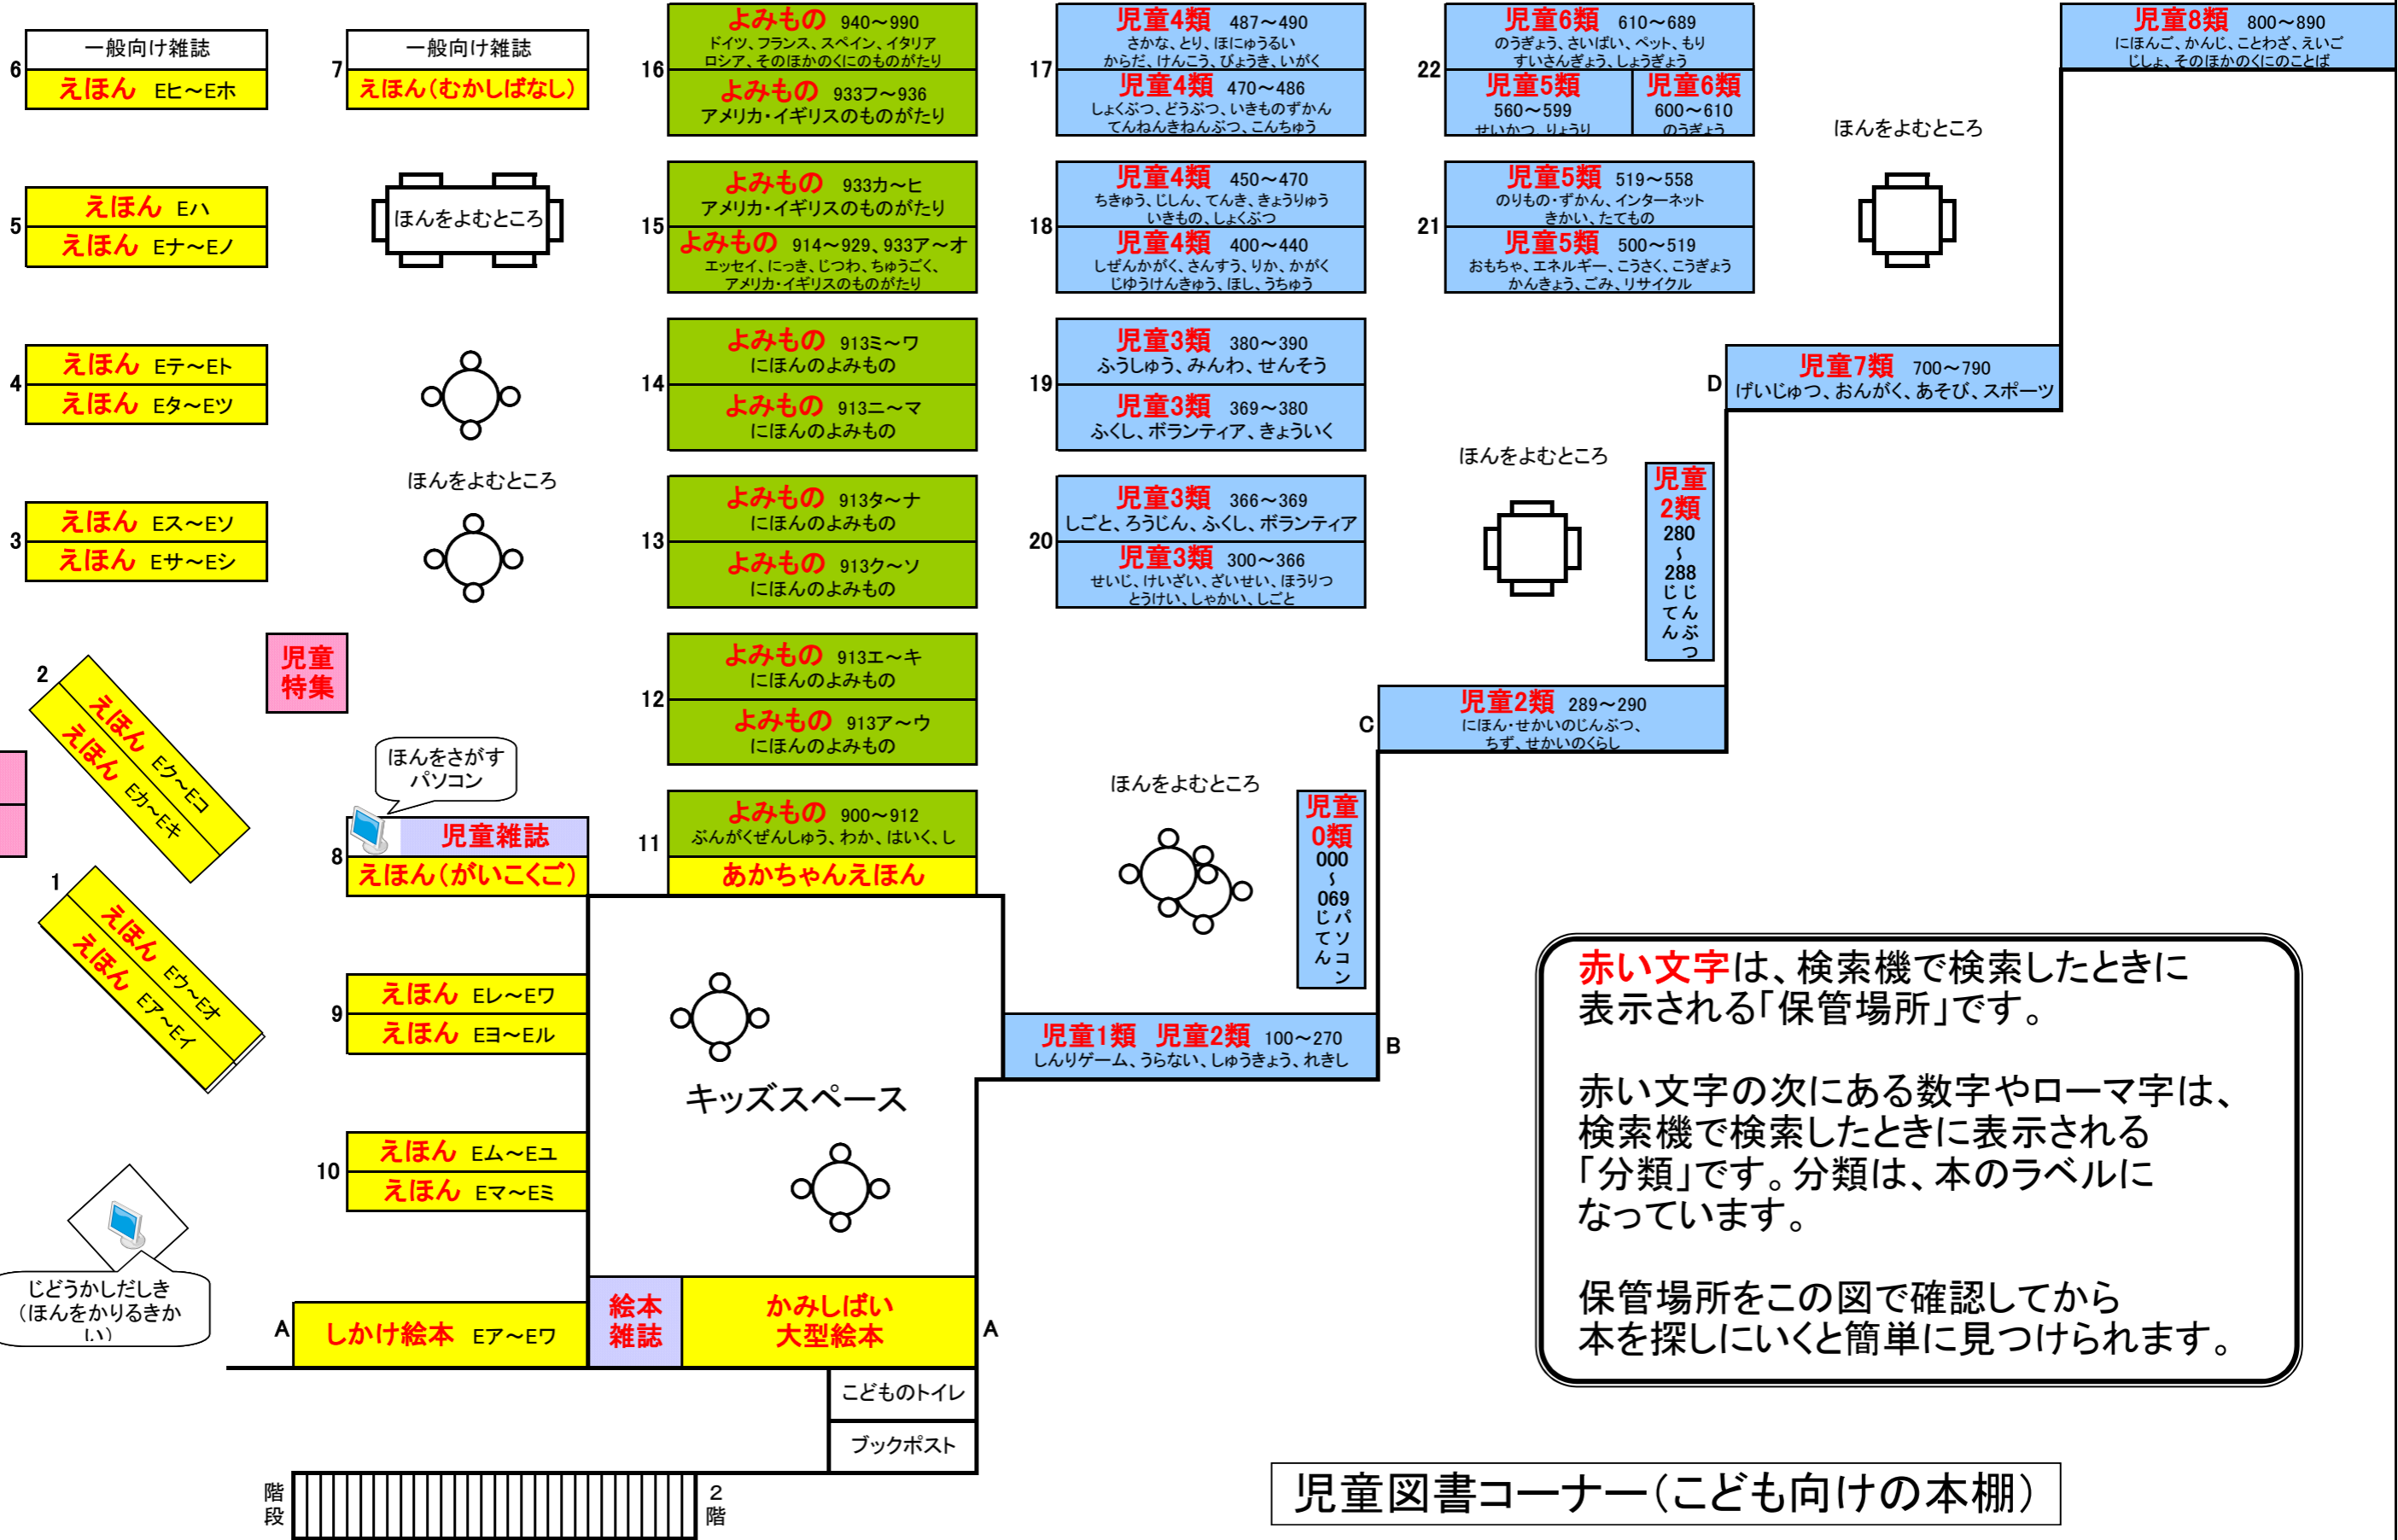 6
一般向け雑誌
えほん Eヒ～Eホ
7
一般向け雑誌
えほん(むかしばなし)
5
えほん Eハ
えほん Eナ～Eノ
ほんをよむところ
4
えほん Eテ～Eト
えほん Eタ～Eツ
3
えほん Eス～Eソ
えほん Eサ～Eシ
ほんをよむところ
児童
特集
2
えほん Eク～Eコ
えほん Eカ～Eキ
1
えほん Eウ～Eオ
えほん Eア～Eイ
ほんをさがす
パソコン
8
児童雑誌
えほん(がいこくご)
9
えほん Eレ～Eワ
えほん Eヨ～Eル
10
えほん Eム～Eユ
えほん Eマ～Eミ
じどうかしだしき
(ほんをかりるきか
い)
A
しかけ絵本 Eア～Eワ
絵本
雑誌
かみしばい
大型絵本
A
キッズスペース
こどものトイレ
ブックポスト
階段
2階
16
よみもの 940～990
ドイツ、フランス、スペイン、イタリア
ロシア、そのほかのくにのものがたり
よみもの 933フ～936
アメリカ・イギリスのものがたり
15
よみもの 933カ～ヒ
アメリカ・イギリスのものがたり
よみもの 914～929、933ア～オ
エッセイ、にっき、じつわ、ちゅうごく、
アメリカ・イギリスのものがたり
14
よみもの 913ミ～ワ
にほんのよみもの
よみもの 913ニ～マ
にほんのよみもの
13
よみもの 913タ～ナ
にほんのよみもの
よみもの 913ク～ソ
にほんのよみもの
12
よみもの 913エ～キ
にほんのよみもの
よみもの 913ア～ウ
にほんのよみもの
11
よみもの 900～912
ぶんがくぜんしゅう、わか、はいく、し
あかちゃんえほん
17
児童4類 487～490
さかな、とり、ほにゅうるい
からだ、けんこう、びょうき、いがく
児童4類 470～486
しょくぶつ、どうぶつ、いきものずかん
てんねんきねんぶつ、こんちゅう
18
児童4類 450～470
ちきゅう、じしん、てんき、きょうりゅう
いきもの、しょくぶつ
児童4類 400～440
しぜんかがく、さんすう、りか、かがく
じゆうけんきゅう、ほし、うちゅう
19
児童3類 380～390
ふうしゅう、みんわ、せんそう
児童3類 369～380
ふくし、ボランティア、きょういく
20
児童3類 366～369
しごと、ろうじん、ふくし、ボランティア
児童3類 300～366
せいじ、けいざい、ざいせい、ほうりつ
とうけい、しゃかい、しごと
22
児童6類 610～689
のうぎょう、さいばい、ペット、もり
すいさんぎょう、しょうぎょう
児童5類
560～599
せいかつ、りょうり
児童6類
600～610
のうぎょう
21
児童5類 519～558
のりもの・ずかん、インターネット
きかい、たてもの
児童5類 500～519
おもちゃ、エネルギー、こうさく、こうぎょう
かんきょう、ごみ、リサイクル
児童8類 800～890
にほんご、かんじ、ことわざ、えいご
じしょ、そのほかのくにのことば
ほんをよむところ
D
児童7類 700～790
げいじゅつ、おんがく、あそび、スポーツ
ほんをよむところ
児童
2類
280
～
288
じんぶつ
じてん
C
児童2類 289～290
にほん・せかいのじんぶつ、
ちず、せかいのくらし
ほんをよむところ
児童
0類
000
～
069
パソコン
じてん
児童1類 児童2類 100～270
しんりゲーム、うらない、しゅうきょう、れきし
B
赤い文字は、検索機で検索したときに
表示される「保管場所」です。
赤い文字の次にある数字やローマ字は、
検索機で検索したときに表示される
「分類」です。分類は、本のラベルに
なっています。
保管場所をこの図で確認してから
本を探しにいくと簡単に見つけられます。
児童図書コーナー(こども向けの本棚)